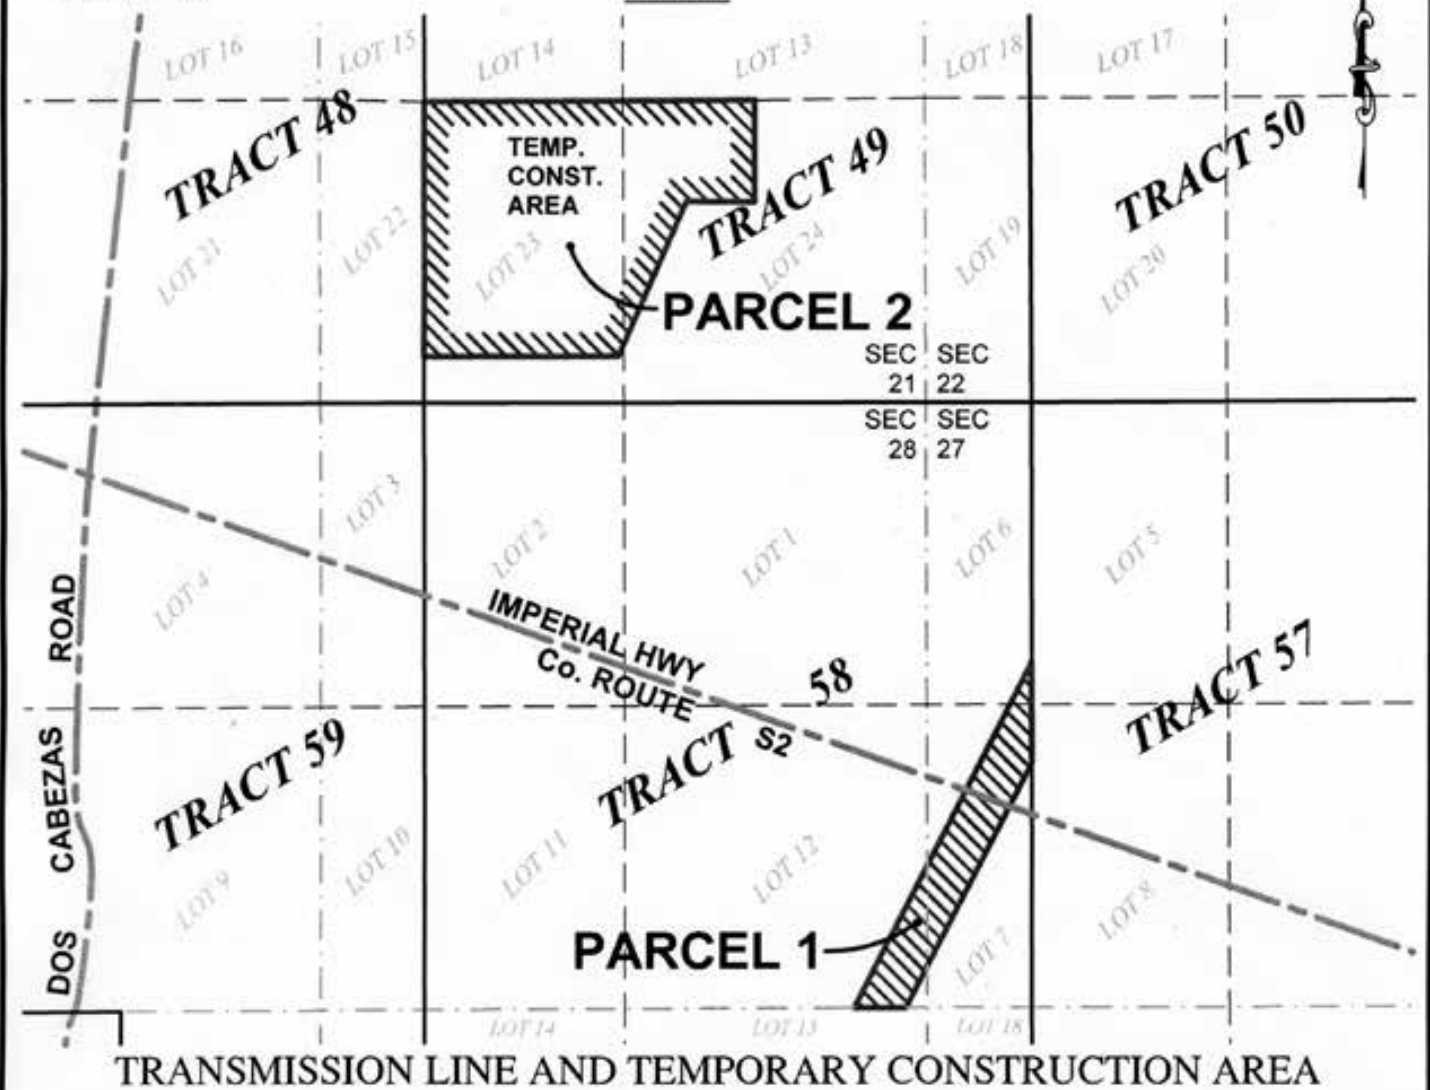 LOT 16
LOT 15
LOT 14
LOT 13
LOT 18
LOT 17
TRACT 48
TEMP.
CONST.
AREA
TRACT 49
TRACT 50
LOT 21
LOT 22
LOT 23
LOT 24
LOT 19
LOT 20
PARCEL 2
SEC SEC
21 22
SEC SEC
28 27
LOT 3
LOT 2
LOT 1
LOT 6
LOT 5
LOT 4
IMPERIAL HWY
Co. ROUTE S2
TRACT 58
TRACT 57
TRACT 59
DOS CABEZAS ROAD
LOT 9
LOT 10
LOT 11
LOT 12
LOT 7
LOT 8
PARCEL 1
LOT 14
LOT 13
LOT 18
TRANSMISSION LINE AND TEMPORARY CONSTRUCTION AREA